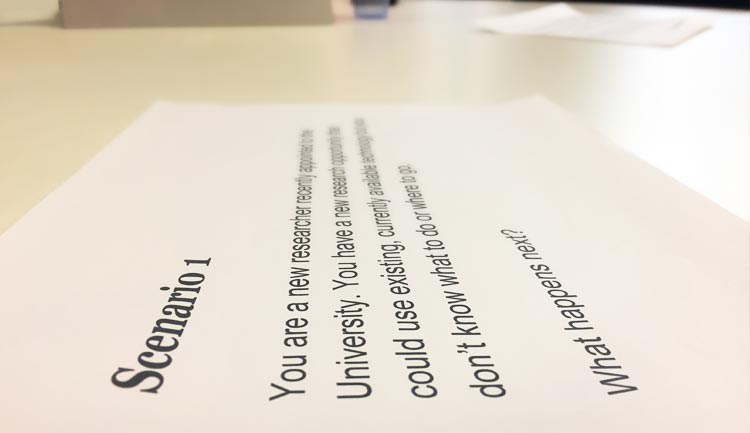 Scenario 1
You are a new researcher recently appointed to the
University. You have a new research opportunity that
could use existing, currently available technology but you
don't know what to do or where to go.
What happens next?